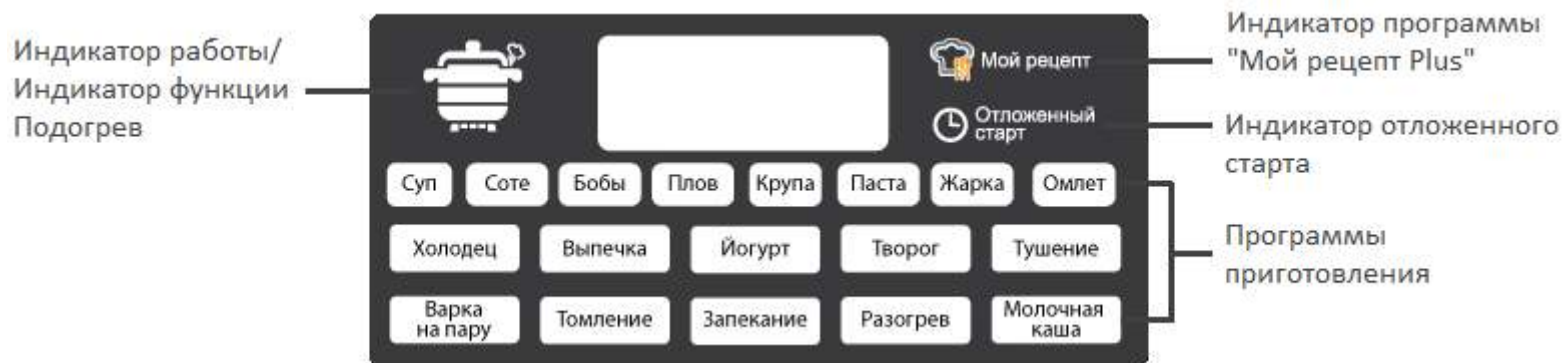 Индикатор работы/
Индикатор функции
Подогрев
Мой рецепт
Отложенный
старт
Индикатор программы
"Мой рецепт Plus"
Индикатор отложенного
старта
Суп Соте Бобы Плов Крупа Паста Жарка Омлет
Холодец Выпечка Йогурт Творог Тушение
Варка
на пару
Томление Запекание Разогрев
Молочная
каша
Программы
приготовления